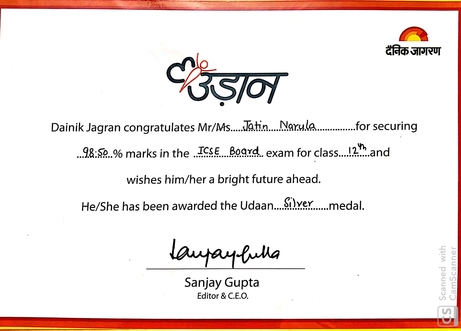 दैनिक जागरण
उड़ान
Dainik Jagran congratulates Mr/Ms.....Jatin Narula..............for securing
...98.50..% marks in the ..ICSE Board.. exam for class...12th and
wishes him/her a bright future ahead.
He/She has been awarded the Udaan...Silver......medal.
Sanjay Gupta
Sanjay Gupta
Editor & C.E.O.
CS Scanned with
CamScanner